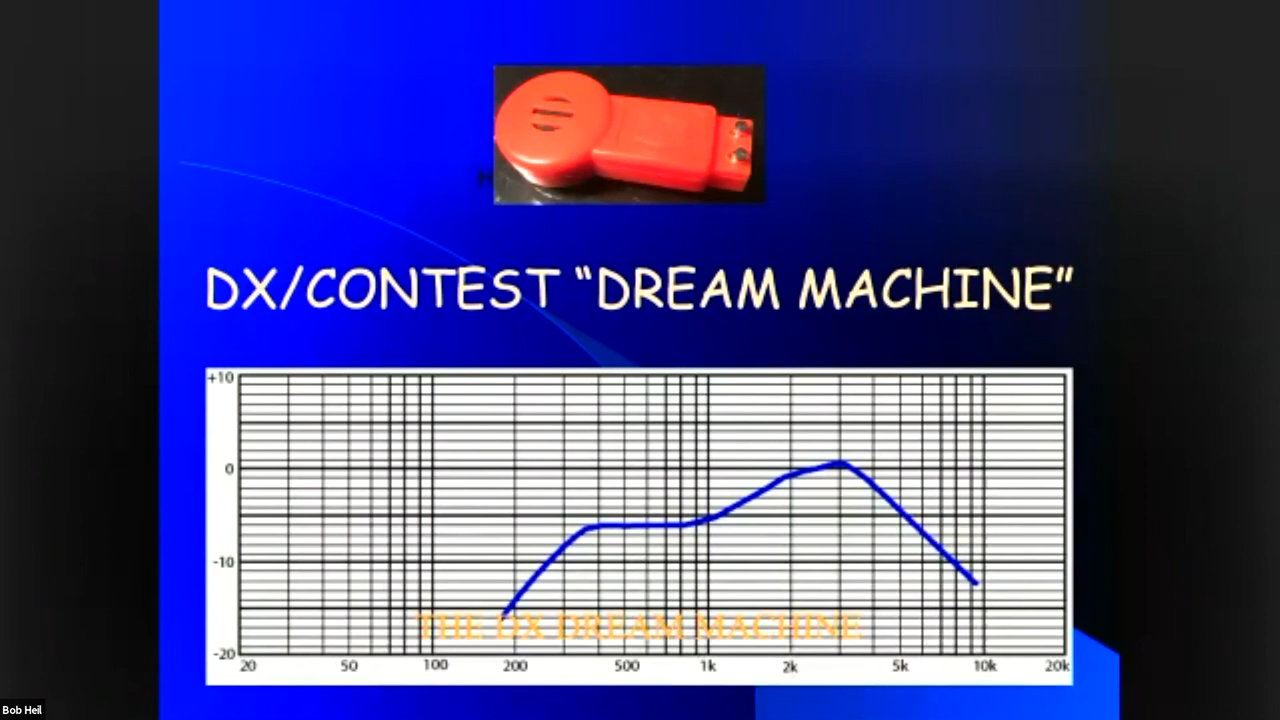 H
DX/CONTEST “DREAM MACHINE”
+10
0
-10
-20
THE DX DREAM MACHINE
20 50 100 200 500 1k 2k 5k 10k 20k
Bob Heil